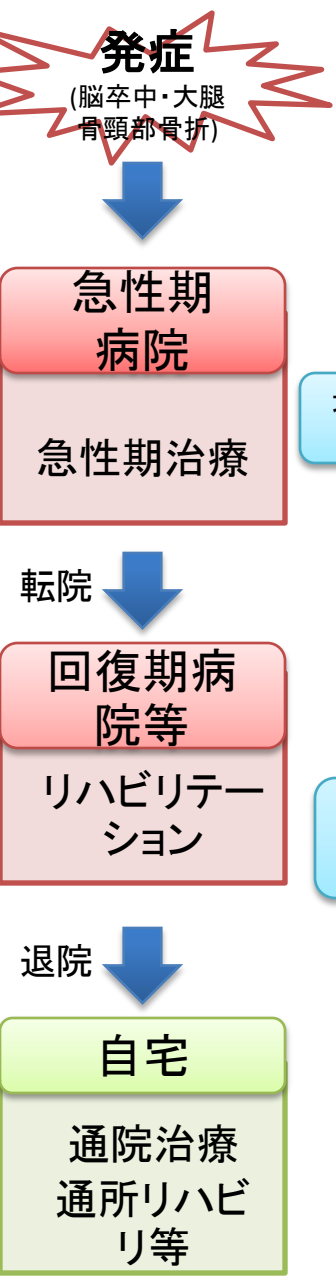 発症
(脳卒中・大腿
骨頸部骨折)
急性期
病院
急性期治療
転院
回復期病
院等
リハビリテー
ション
退院
自宅
通院治療
通所リハビ
リ等